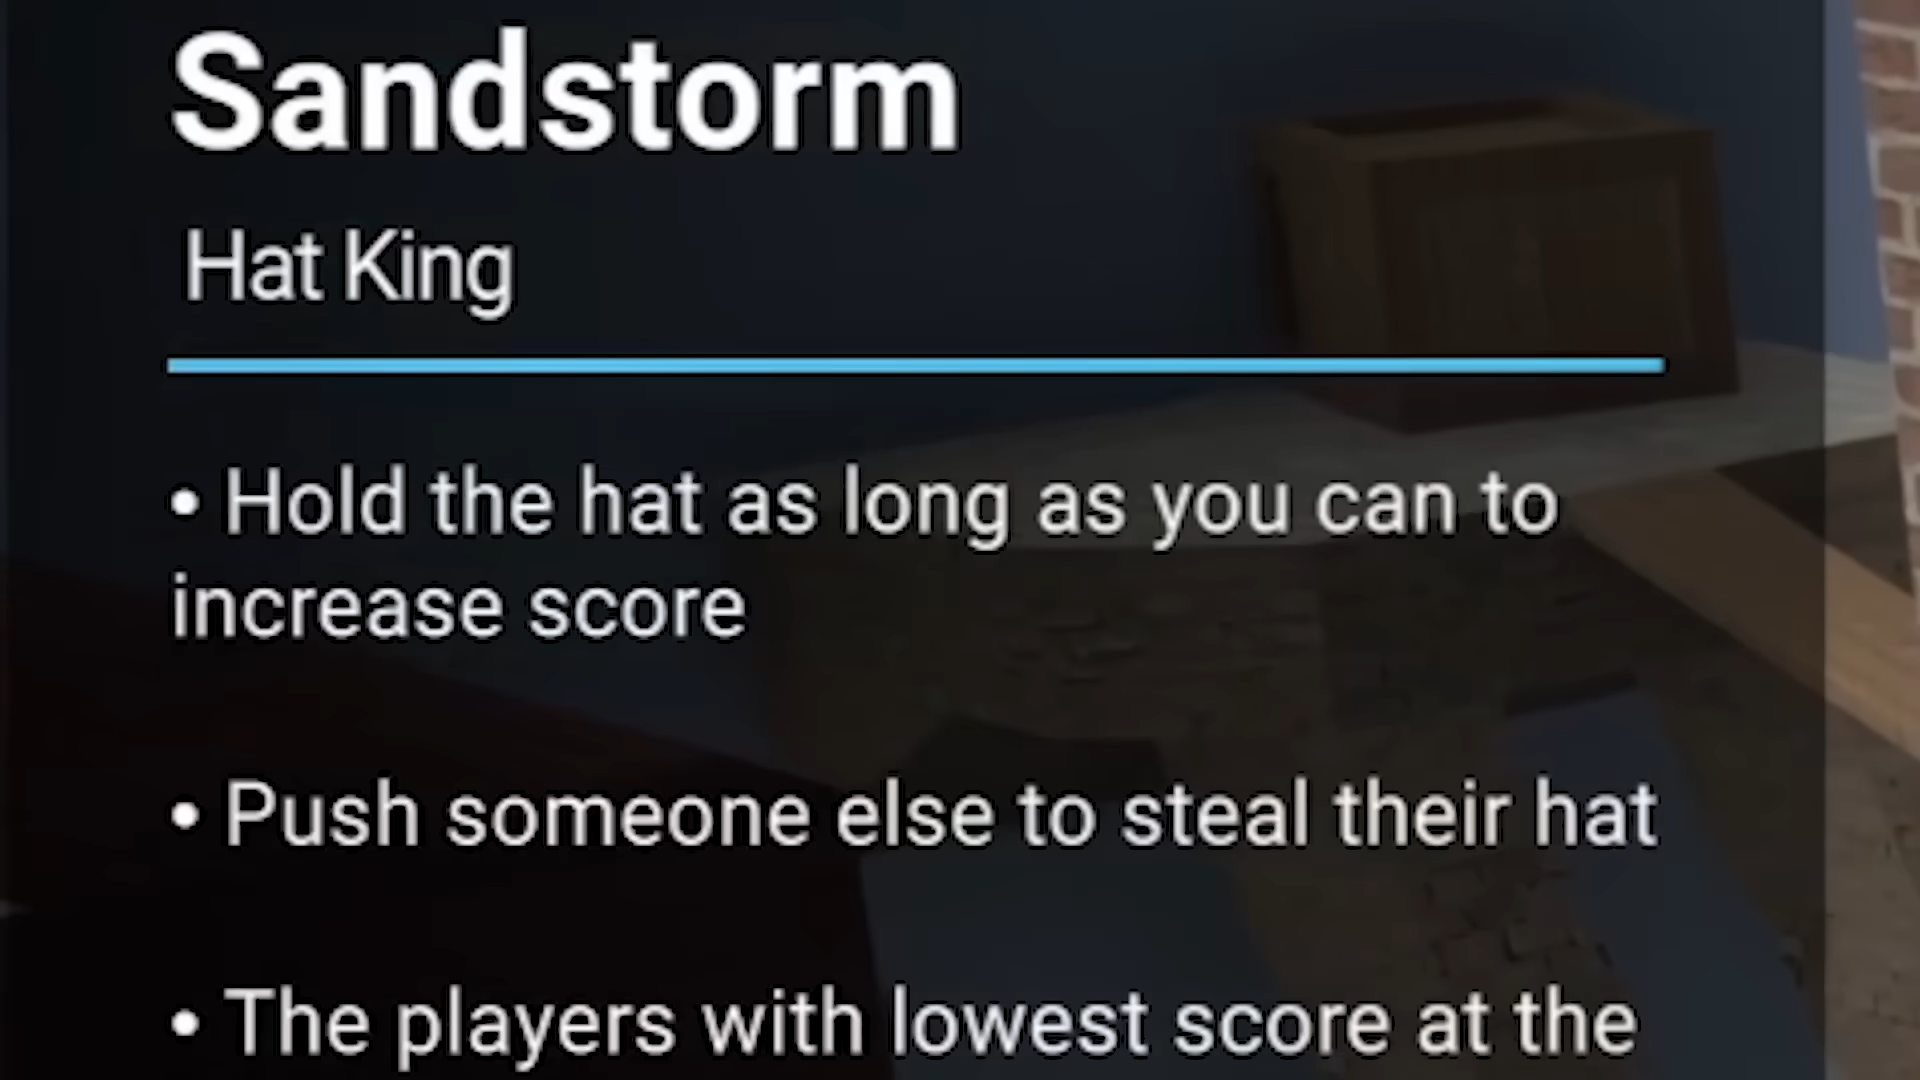 Sandstorm
Hat King
• Hold the hat as long as you can to
increase score
• Push someone else to steal their hat
• The players with lowest score at the